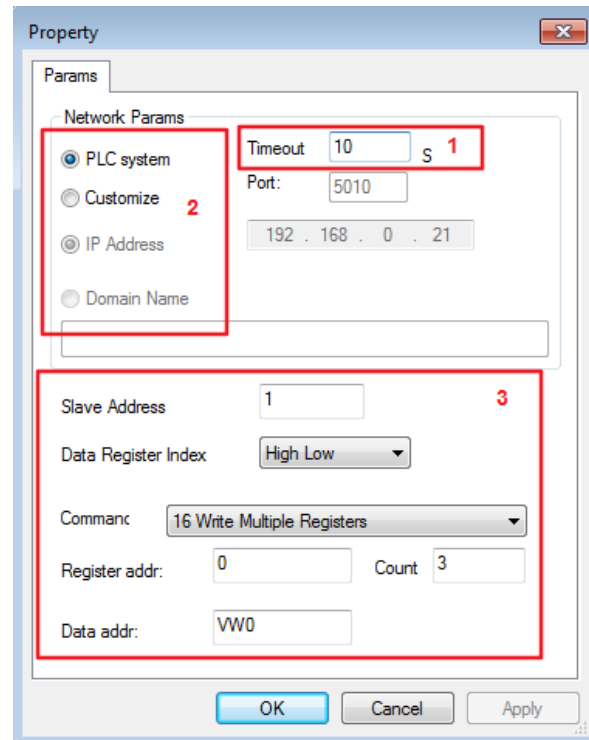 Property
Params
Network Params
PLC system
Timeout 10 S 1
Customize 2
Port: 5010
IP Address
192 . 168 . 0 . 21
Domain Name
Slave Address 1 3
Data Register Index High Low
Commanc 16 Write Multiple Registers
Register addr: 0 Count 3
Data addr: VW0
OK Cancel Apply